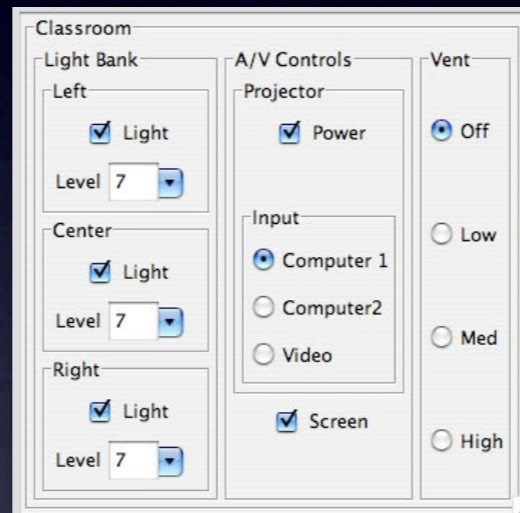 Classroom
Light Bank
Left
Light
Level 7
Center
Light
Level 7
Right
Light
Level 7
A/V Controls
Projector
Power
Input
Computer 1
Computer2
Video
Screen
Vent
Off
Low
Med
High